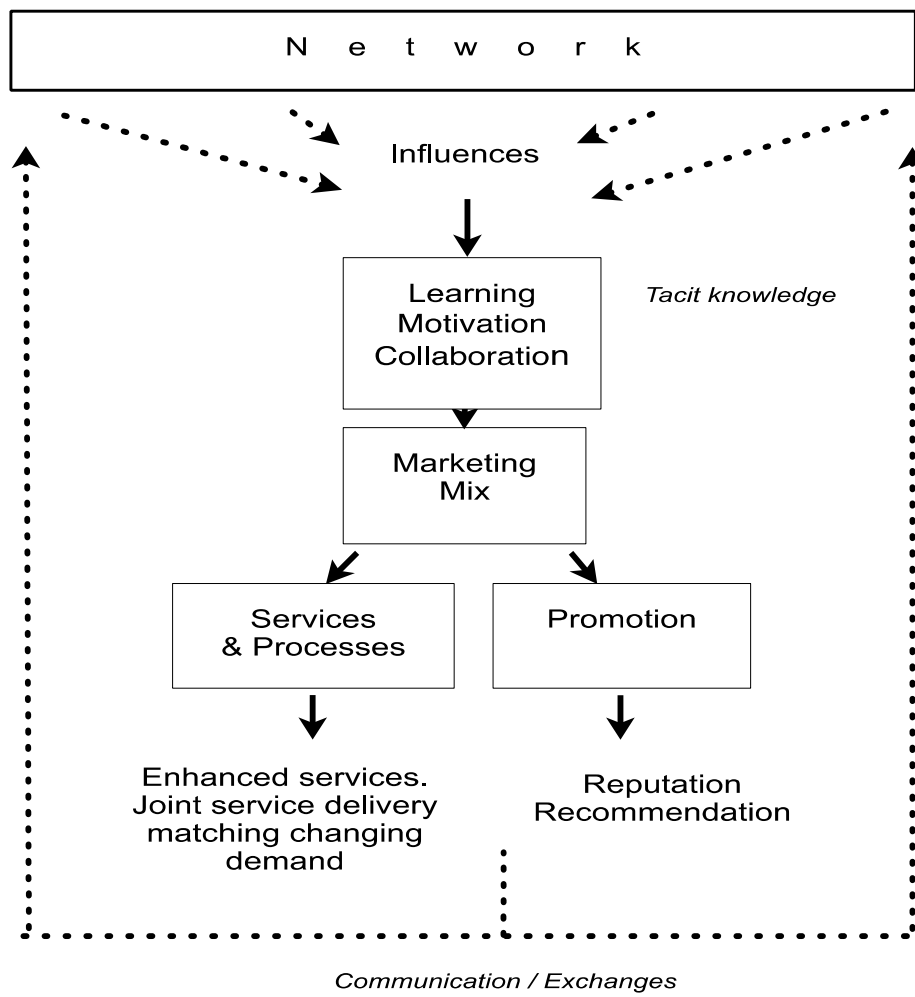 N e t w o r k
Influences
Learning
Motivation
Collaboration
Tacit knowledge
Marketing
Mix
Services
& Processes
Promotion
Enhanced services.
Joint service delivery
matching changing
demand
Reputation
Recommendation
Communication / Exchanges